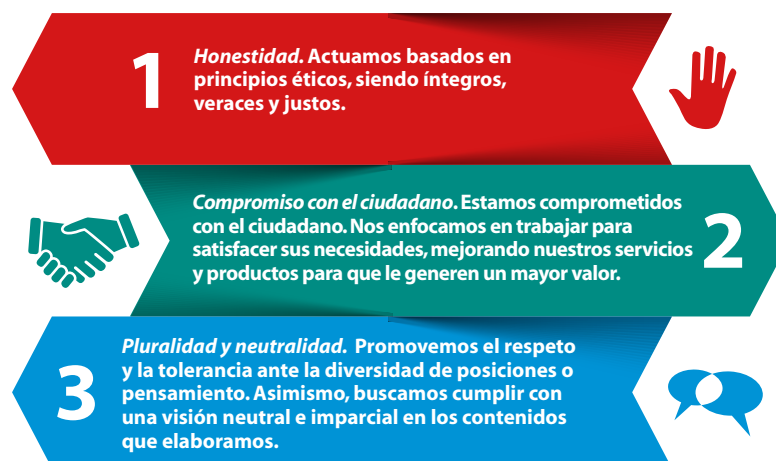 1
Honestidad. Actuamos basados en
principios éticos, siendo íntegros,
veraces y justos.
Compromiso con el ciudadano. Estamos comprometidos
con el ciudadano. Nos enfocamos en trabajar para
satisfacer sus necesidades, mejorando nuestros servicios
y productos para que le generen un mayor valor.
2
3
Pluralidad y neutralidad. Promovemos el respeto
y la tolerancia ante la diversidad de posiciones o
pensamiento. Asimismo, buscamos cumplir con
una visión neutral e imparcial en los contenidos
que elaboramos.